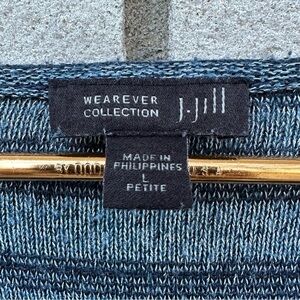 WEAREVER
COLLECTION
J.Jill
MADE IN
PHILIPPINES
L
PETITE